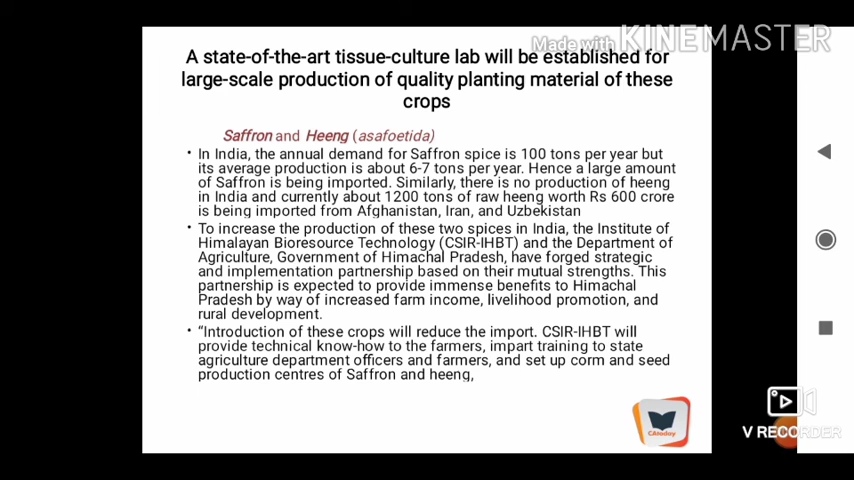 Made with KINEMASTER
A state-of-the-art tissue-culture lab will be established for
large-scale production of quality planting material of these
crops
Saffron and Heeng (asafoetida)
• In India, the annual demand for Saffron spice is 100 tons per year but
its average production is about 6-7 tons per year. Hence a large amount
of Saffron is being imported. Similarly, there is no production of heeng
in India and currently about 1200 tons of raw heeng worth Rs 600 crore
is being imported from Afghanistan, Iran, and Uzbekistan
• To increase the production of these two spices in India, the Institute of
Himalayan Bioresource Technology (CSIR-IHBT) and the Department of
Agriculture, Government of Himachal Pradesh, have forged strategic
and implementation partnership based on their mutual strengths. This
partnership is expected to provide immense benefits to Himachal
Pradesh by way of increased farm income, livelihood promotion, and
rural development.
• “Introduction of these crops will reduce the import. CSIR-IHBT will
provide technical know-how to the farmers, impart training to state
agriculture department officers and farmers, and set up corm and seed
production centres of Saffron and heeng,
CAtoday
V RECORDER